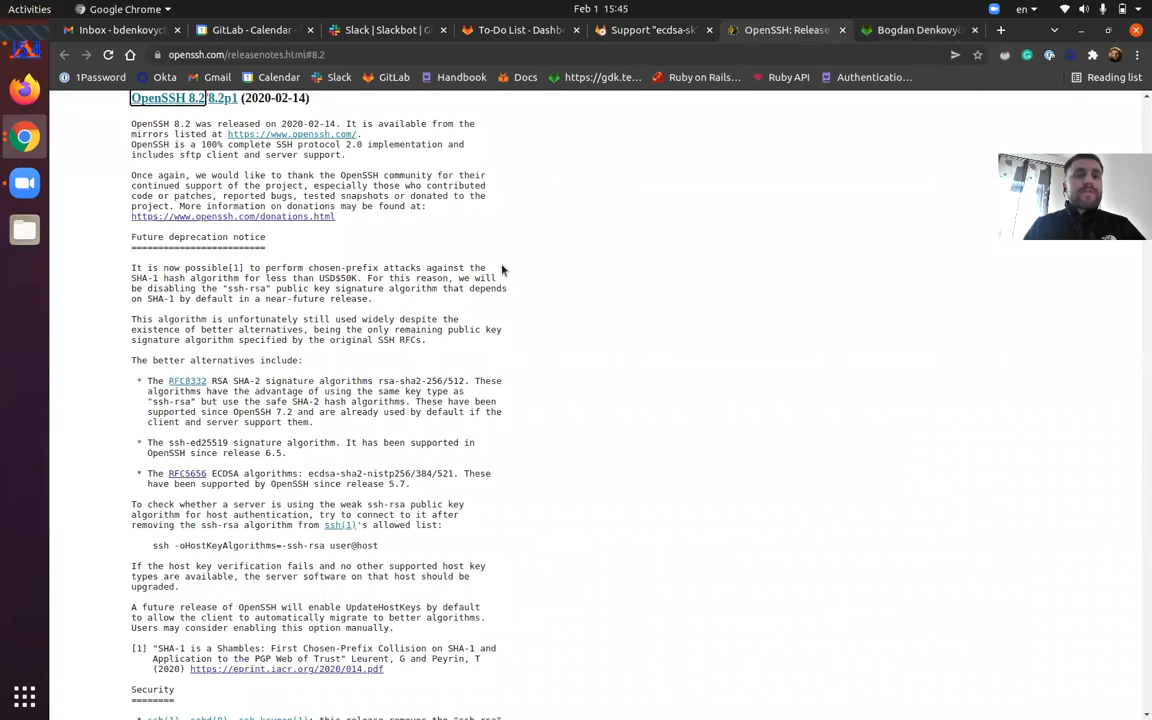 Activities
Google Chrome
Feb 1 15:45
en
Inbox - bdenkovych
GitLab - Calendar -
Slack | Slackbot | G
To-Do List · Dashb
Support "ecdsa-sk
OpenSSH: Release
Bogdan Denkovych
openssh.com/releasenotes.html#8.2
1Password
Okta
Gmail
Calendar
Slack
GitLab
Handbook
Docs
https://gdk.te...
Ruby on Rails...
Ruby API
Authenticatio...
Reading list
OpenSSH 8.2/8.2p1 (2020-02-14)
OpenSSH 8.2 was released on 2020-02-14. It is available from the
mirrors listed at https://www.openssh.com/.
OpenSSH is a 100% complete SSH protocol 2.0 implementation and
includes sftp client and server support.
Once again, we would like to thank the OpenSSH community for their
continued support of the project, especially those who contributed
code or patches, reported bugs, tested snapshots or donated to the
project. More information on donations may be found at:
https://www.openssh.com/donations.html
Future deprecation notice
=========================
It is now possible[1] to perform chosen-prefix attacks against the
SHA-1 hash algorithm for less than USD$50K. For this reason, we will
be disabling the "ssh-rsa" public key signature algorithm that depends
on SHA-1 by default in a near-future release.
This algorithm is unfortunately still used widely despite the
existence of better alternatives, being the only remaining public key
signature algorithm specified by the original SSH RFCs.
The better alternatives include:
* The RFC8332 RSA SHA-2 signature algorithms rsa-sha2-256/512. These
algorithms have the advantage of using the same key type as
"ssh-rsa" but use the safe SHA-2 hash algorithms. These have been
supported since OpenSSH 7.2 and are already used by default if the
client and server support them.
* The ssh-ed25519 signature algorithm. It has been supported in
OpenSSH since release 6.5.
* The RFC5656 ECDSA algorithms: ecdsa-sha2-nistp256/384/521. These
have been supported by OpenSSH since release 5.7.
To check whether a server is using the weak ssh-rsa public key
algorithm for host authentication, try to connect to it after
removing the ssh-rsa algorithm from ssh(1)'s allowed list:
ssh -oHostKeyAlgorithms=-ssh-rsa user@host
If the host key verification fails and no other supported host key
types are available, the server software on that host should be
upgraded.
A future release of OpenSSH will enable UpdateHostKeys by default
to allow the client to automatically migrate to better algorithms.
Users may consider enabling this option manually.
[1] "SHA-1 is a Shambles: First Chosen-Prefix Collision on SHA-1 and
Application to the PGP Web of Trust" Leurent, G and Peyrin, T
(2020) https://eprint.iacr.org/2020/014.pdf
Security
========
* ssh(1), sshd(8), ssh-keygen(1): this release removes the "ssh-rsa"